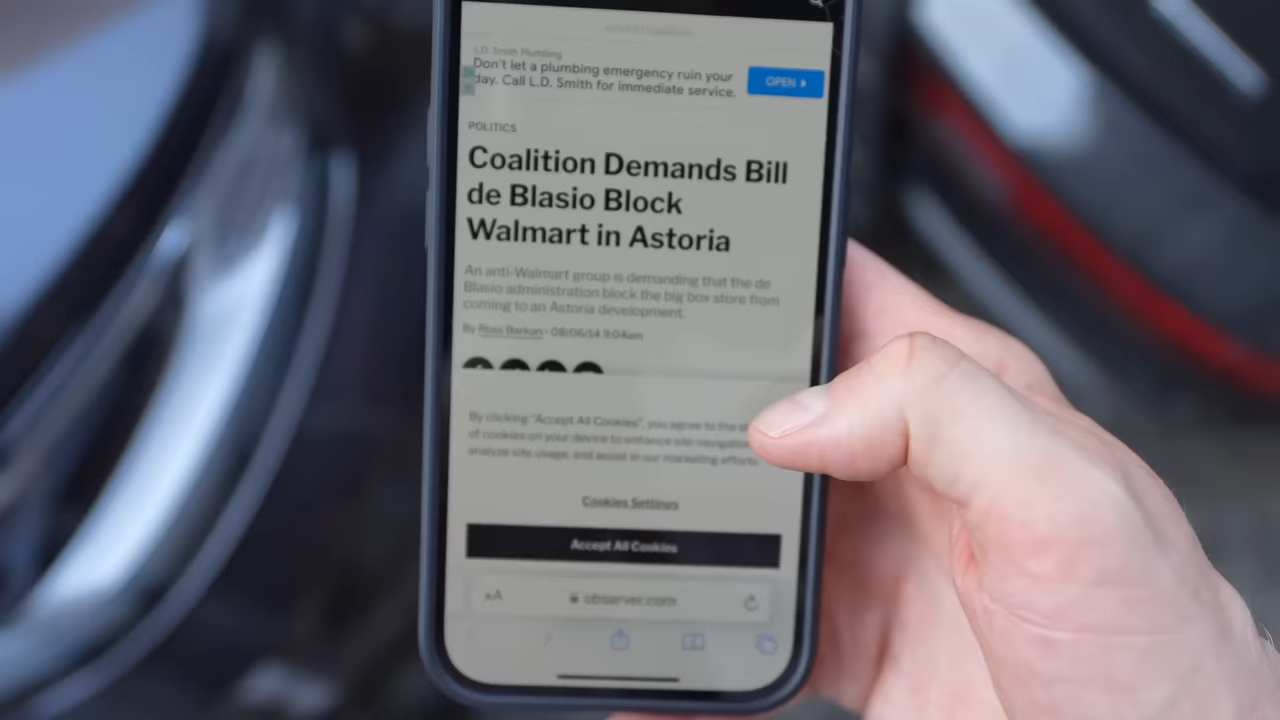 L.D. Smith Plumbing
Don't let a plumbing emergency ruin your
day. Call L.D. Smith for immediate service.
OPEN
POLITICS
Coalition Demands Bill
de Blasio Block
Walmart in Astoria
An anti-Walmart group is demanding that the de
Blasio administration block the big box store from
coming to an Astoria development.
By Ross Barkan • 08/06/14 9:04am
By clicking "Accept All Cookies", you agree to the
of cookies on your device to enhance site navigation
analyze site usage, and assist in our marketing efforts.
Cookies Settings
Accept All Cookies
AA
observer.com